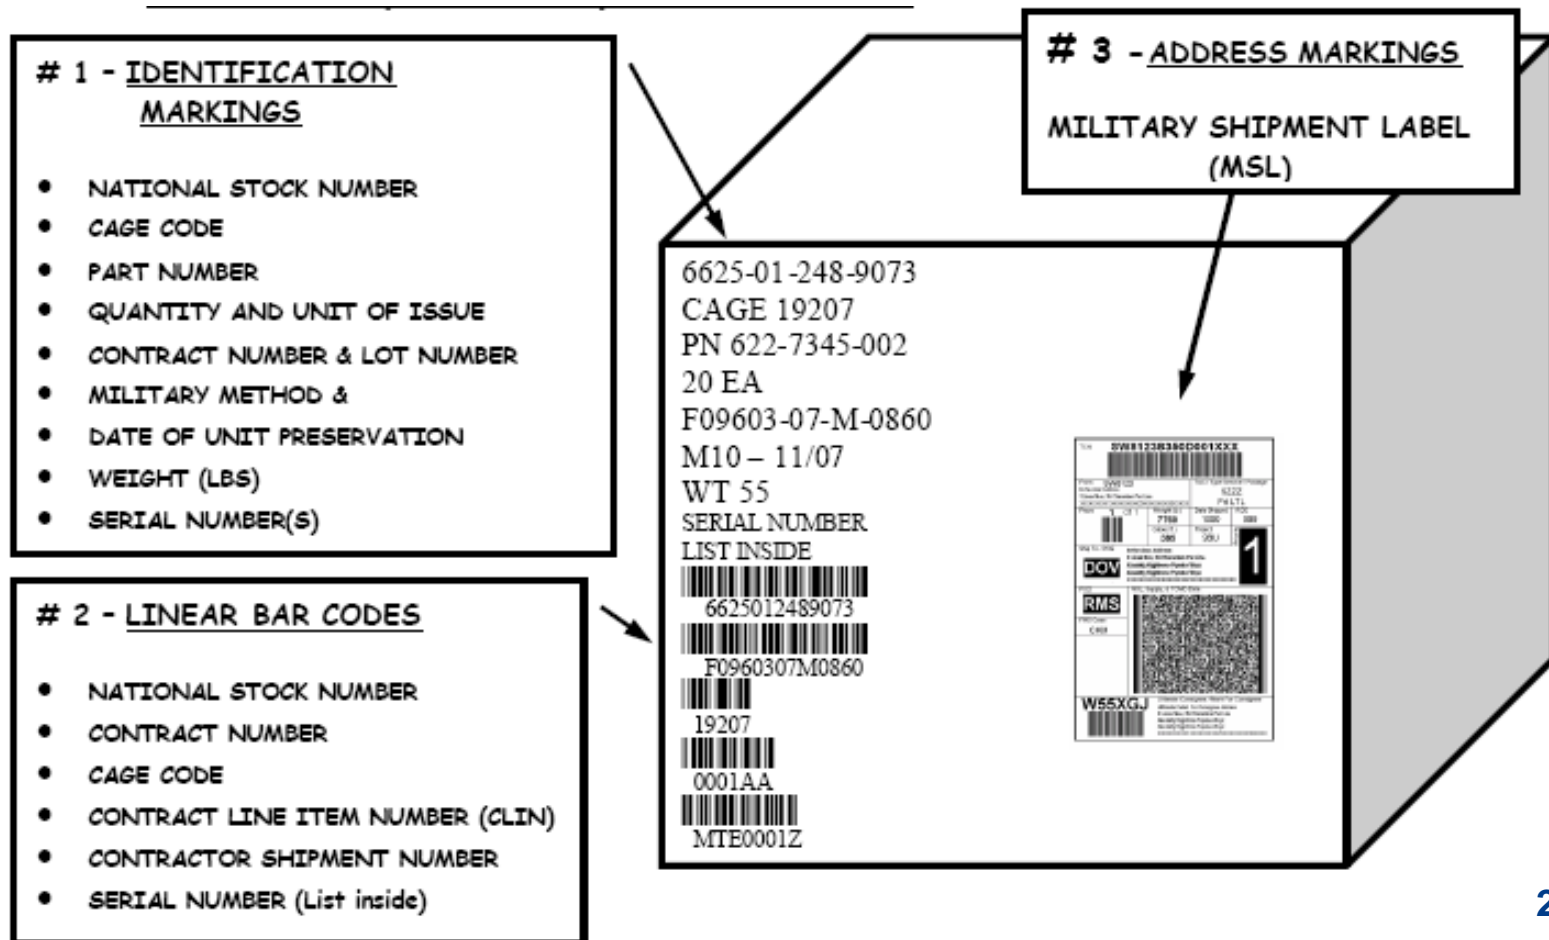 # 1 - IDENTIFICATION
MARKINGS
• NATIONAL STOCK NUMBER
• CAGE CODE
• PART NUMBER
• QUANTITY AND UNIT OF ISSUE
• CONTRACT NUMBER & LOT NUMBER
• MILITARY METHOD &
• DATE OF UNIT PRESERVATION
• WEIGHT (LBS)
• SERIAL NUMBER(S)
# 2 - LINEAR BAR CODES
• NATIONAL STOCK NUMBER
• CONTRACT NUMBER
• CAGE CODE
• CONTRACT LINE ITEM NUMBER (CLIN)
• CONTRACTOR SHIPMENT NUMBER
• SERIAL NUMBER (List inside)
# 3 - ADDRESS MARKINGS
MILITARY SHIPMENT LABEL
(MSL)
6625-01-248-9073
CAGE 19207
PN 622-7345-002
20 EA
F09603-07-M-0860
M10 – 11/07
WT 55
SERIAL NUMBER
LIST INSIDE
6625012489073
F0960307M0860
19207
0001AA
MTE0001Z
1
DOV
RMS
W55XGJ
2